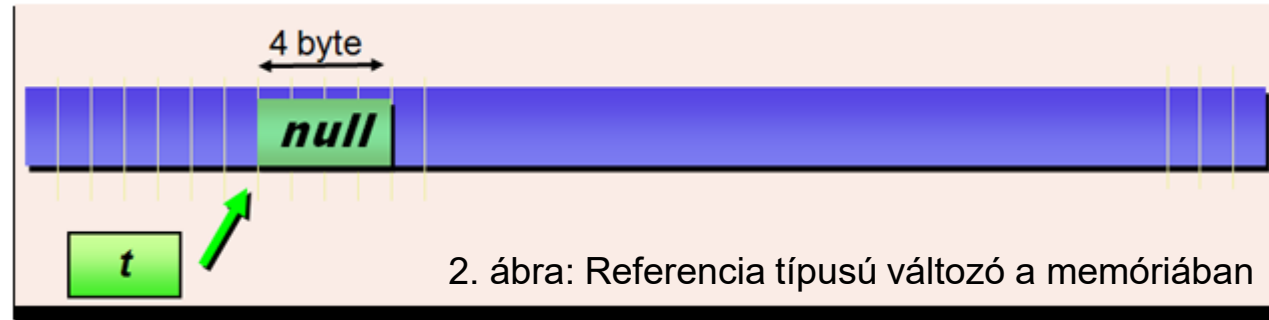 4 byte
null
t
2. ábra: Referencia típusú változó a memóriában